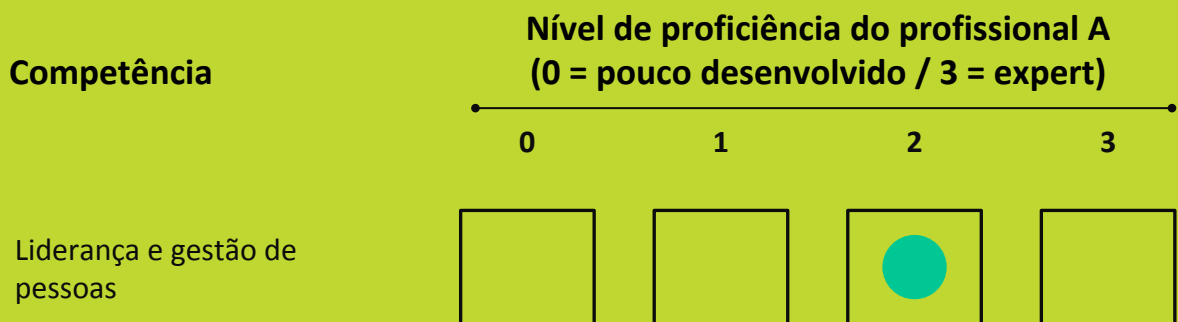 Nível de proficiência do profissional A
Competência
(0 = pouco desenvolvido / 3 = expert)
0 1 2 3
Liderança e gestão de
pessoas